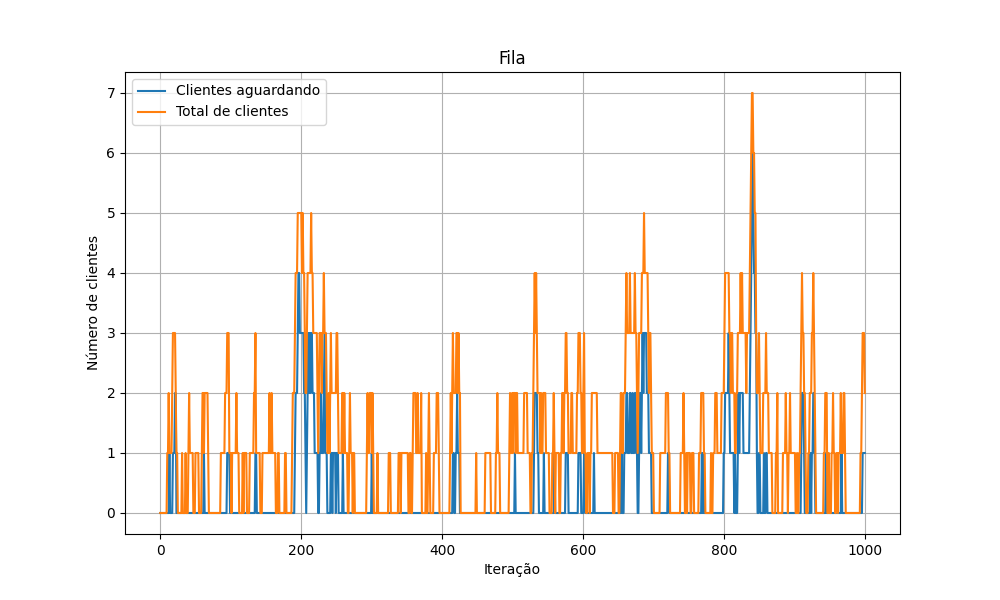 Fila
Clientes aguardando
Total de clientes
Número de clientes
7
6
5
4
3
2
1
0
0 200 400 600 800 1000
Iteração